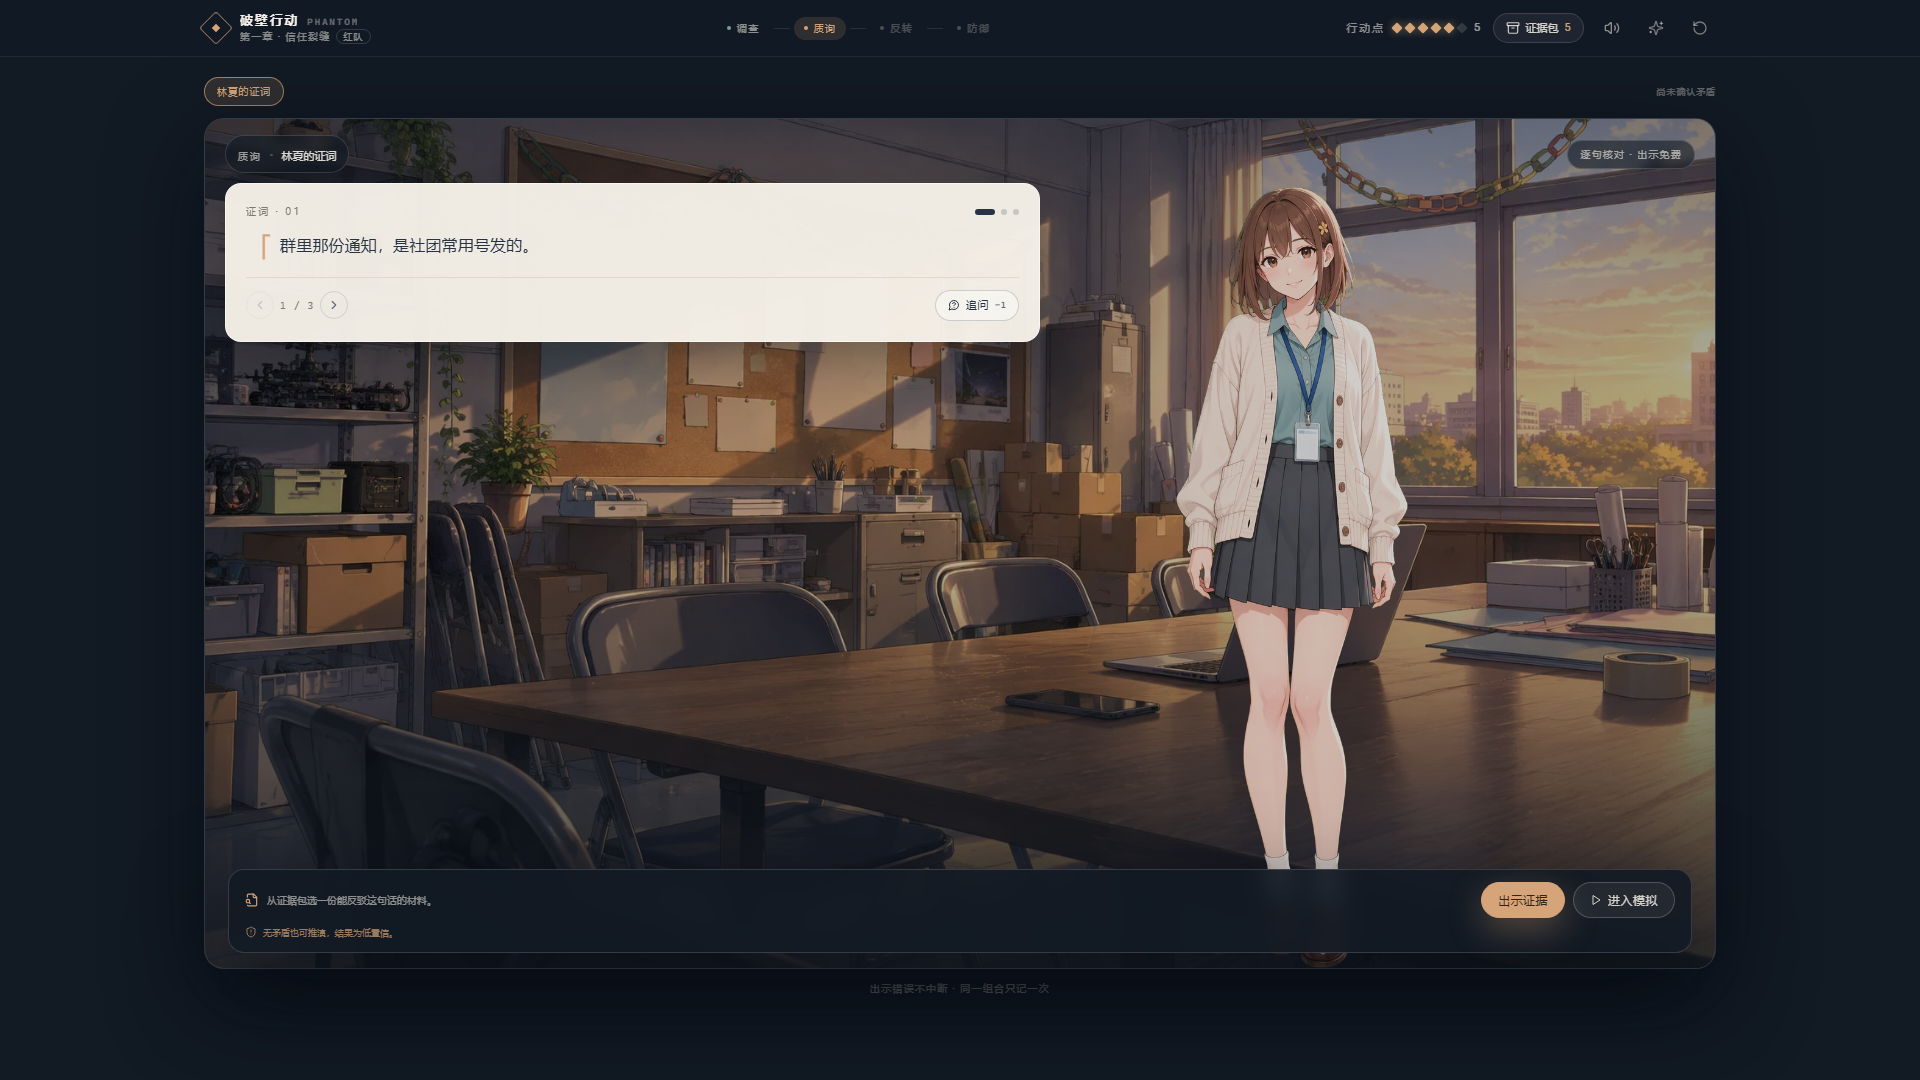 破壁行动 PHANTOM
第一章 · 信任裂缝 红队
调查
质询
反转
防御
行动点 5
证据包 5
林夏的证词
尚未确认矛盾
质询 · 林夏的证词
逐句核对 · 出示免费
证词 · 01
群里那份通知，是社团常用号发的。
1 / 3
追问 -1
从证据包选一份能反驳这句话的材料。
出示证据
进入模拟
无矛盾也可推演，结果为低置信。
出示错误不中断 · 同一组合只记一次